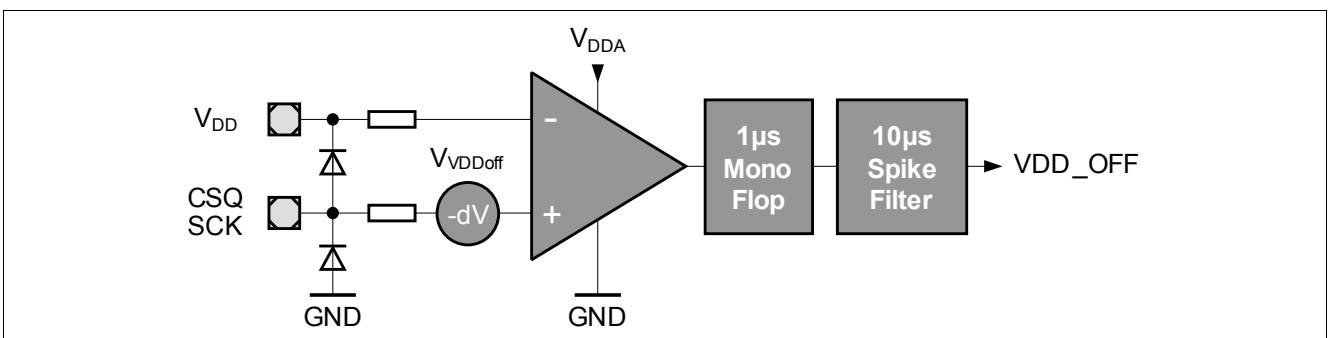 VDDA
VDD
-
1µs
Mono
Flop
10µs
Spike
Filter
VDD_OFF
VVDDoff
CSQ
SCK
-dV
+
GND
GND